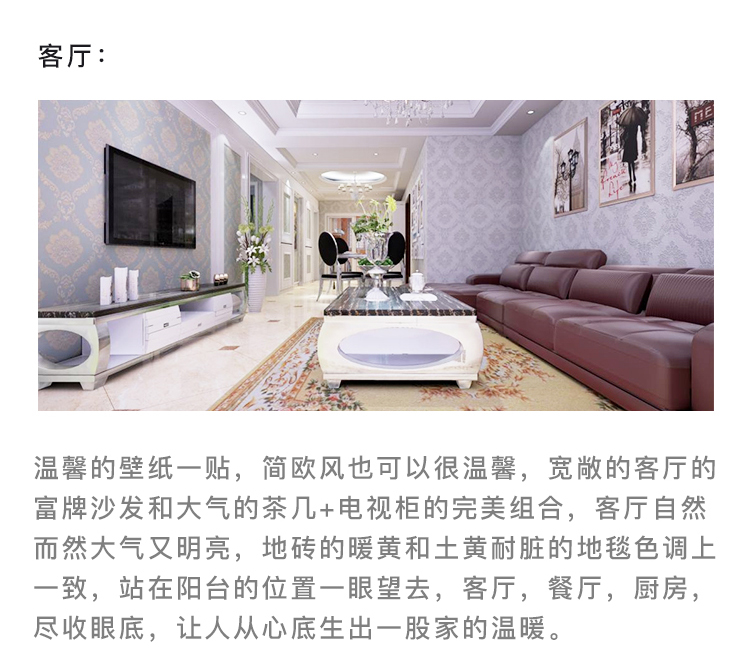 客厅：
温馨的壁纸一贴，简欧风也可以很温馨，宽敞的客厅的
富牌沙发和大气的茶几+电视柜的完美组合，客厅自然
而然大气又明亮，地砖的暖黄和土黄耐脏的地毯色调上
一致，站在阳台的位置一眼望去，客厅，餐厅，厨房，
尽收眼底，让人从心底生出一股家的温暖。